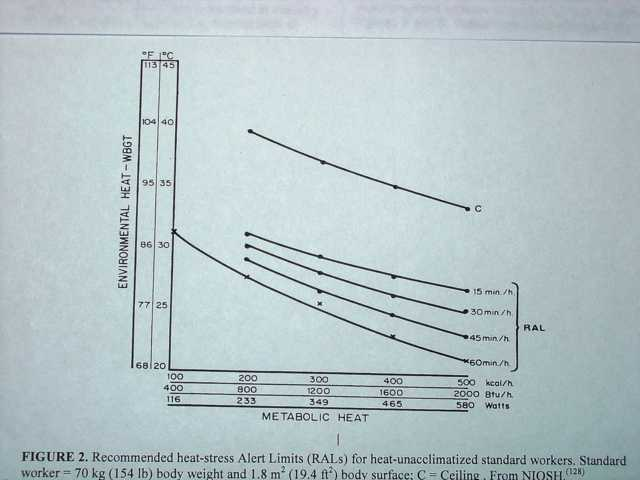 °F °C
113 45
104 40
95 35
86 30
77 25
68 20
ENVIRONMENTAL HEAT-WBGT
C
15 min./h.
30 min./h.
45 min./h.
60 min./h.
RAL
100 200 300 400 500 kcal/h.
400 800 1200 1600 2000 Btu/h.
116 233 349 465 580 Watts
METABOLIC HEAT
FIGURE 2. Recommended heat-stress Alert Limits (RALs) for heat-unacclimatized standard workers. Standard
worker = 70 kg (154 lb) body weight and 1.8 m² (19.4 ft²) body surface; C = Ceiling . From NIOSH.(128)